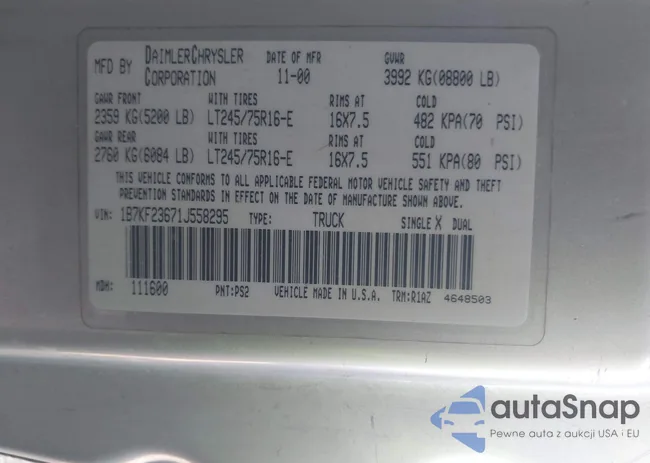 MFD BY DAIMLERCHRYSLER CORPORATION DATE OF MFR 11-00 GVWR 3992 KG(08800 LB)
GAWR FRONT WITH TIRES RIMS AT COLD
2359 KG(5200 LB) LT245/75R16-E 16X7.5 482 KPA(70 PSI)
GAWR REAR WITH TIRES RIMS AT COLD
2760 KG(6084 LB) LT245/75R16-E 16X7.5 551 KPA(80 PSI)
THIS VEHICLE CONFORMS TO ALL APPLICABLE FEDERAL MOTOR VEHICLE SAFETY AND THEFT
PREVENTION STANDARDS IN EFFECT ON THE DATE OF MANUFACTURE SHOWN ABOVE.
VIN: 1B7KF23671J558295 TYPE: TRUCK SINGLE X DUAL
MDH: 111600 PNT:PS2 VEHICLE MADE IN U.S.A. TRM:R1AZ 4648503
autaSnap
Pewne auta z aukcji USA i EU